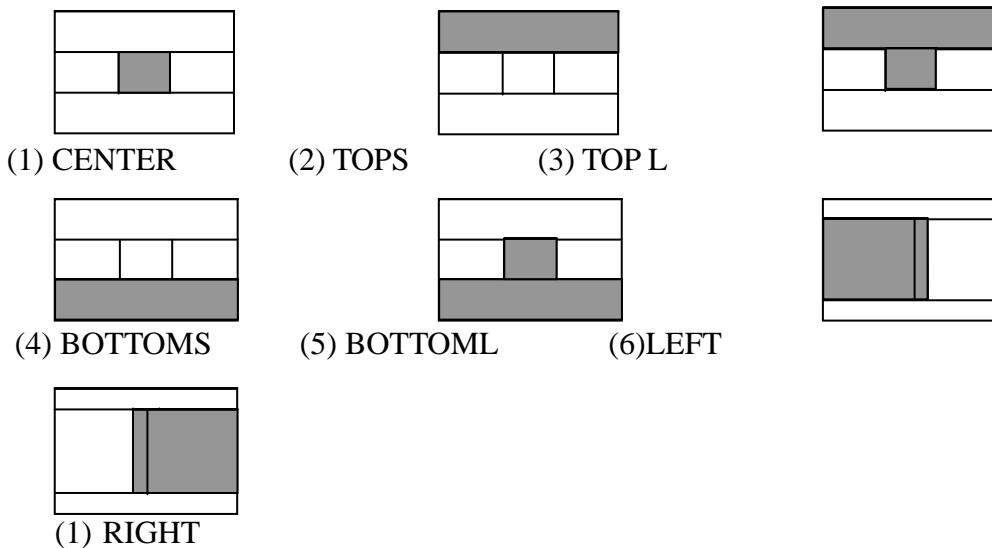 (1) CENTER (2) TOPS (3) TOP L
(4) BOTTOMS (5) BOTTOML (6)LEFT
(1) RIGHT